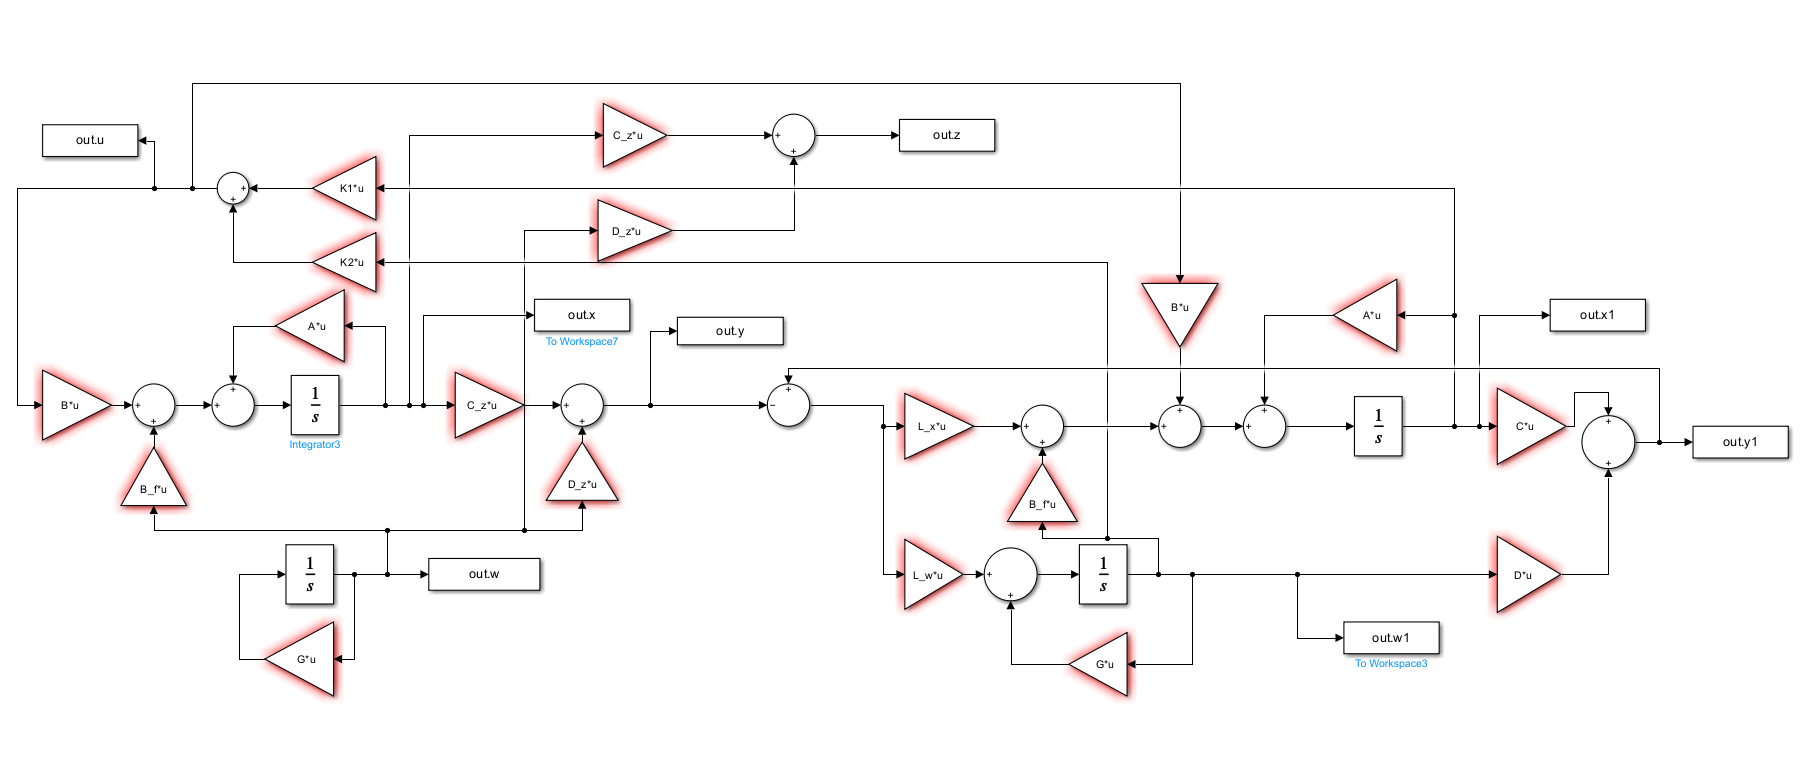 out.u
C_z*u
+
+
out.z
K1*u
+
+
D_z*u
K2*u
B*u
A*u
A*u
out.x
To Workspace7
out.y
out.x1
B*u
+
+
+
+
1
s
Integrator3
C_z*u
+
+
+
−
L_x*u
+
+
+
+
+
+
1
s
C*u
+
+
out.y1
B_f*u
D_z*u
B_f*u
1
s
out.w
L_w*u
+
+
1
s
D*u
G*u
G*u
out.w1
To Workspace3